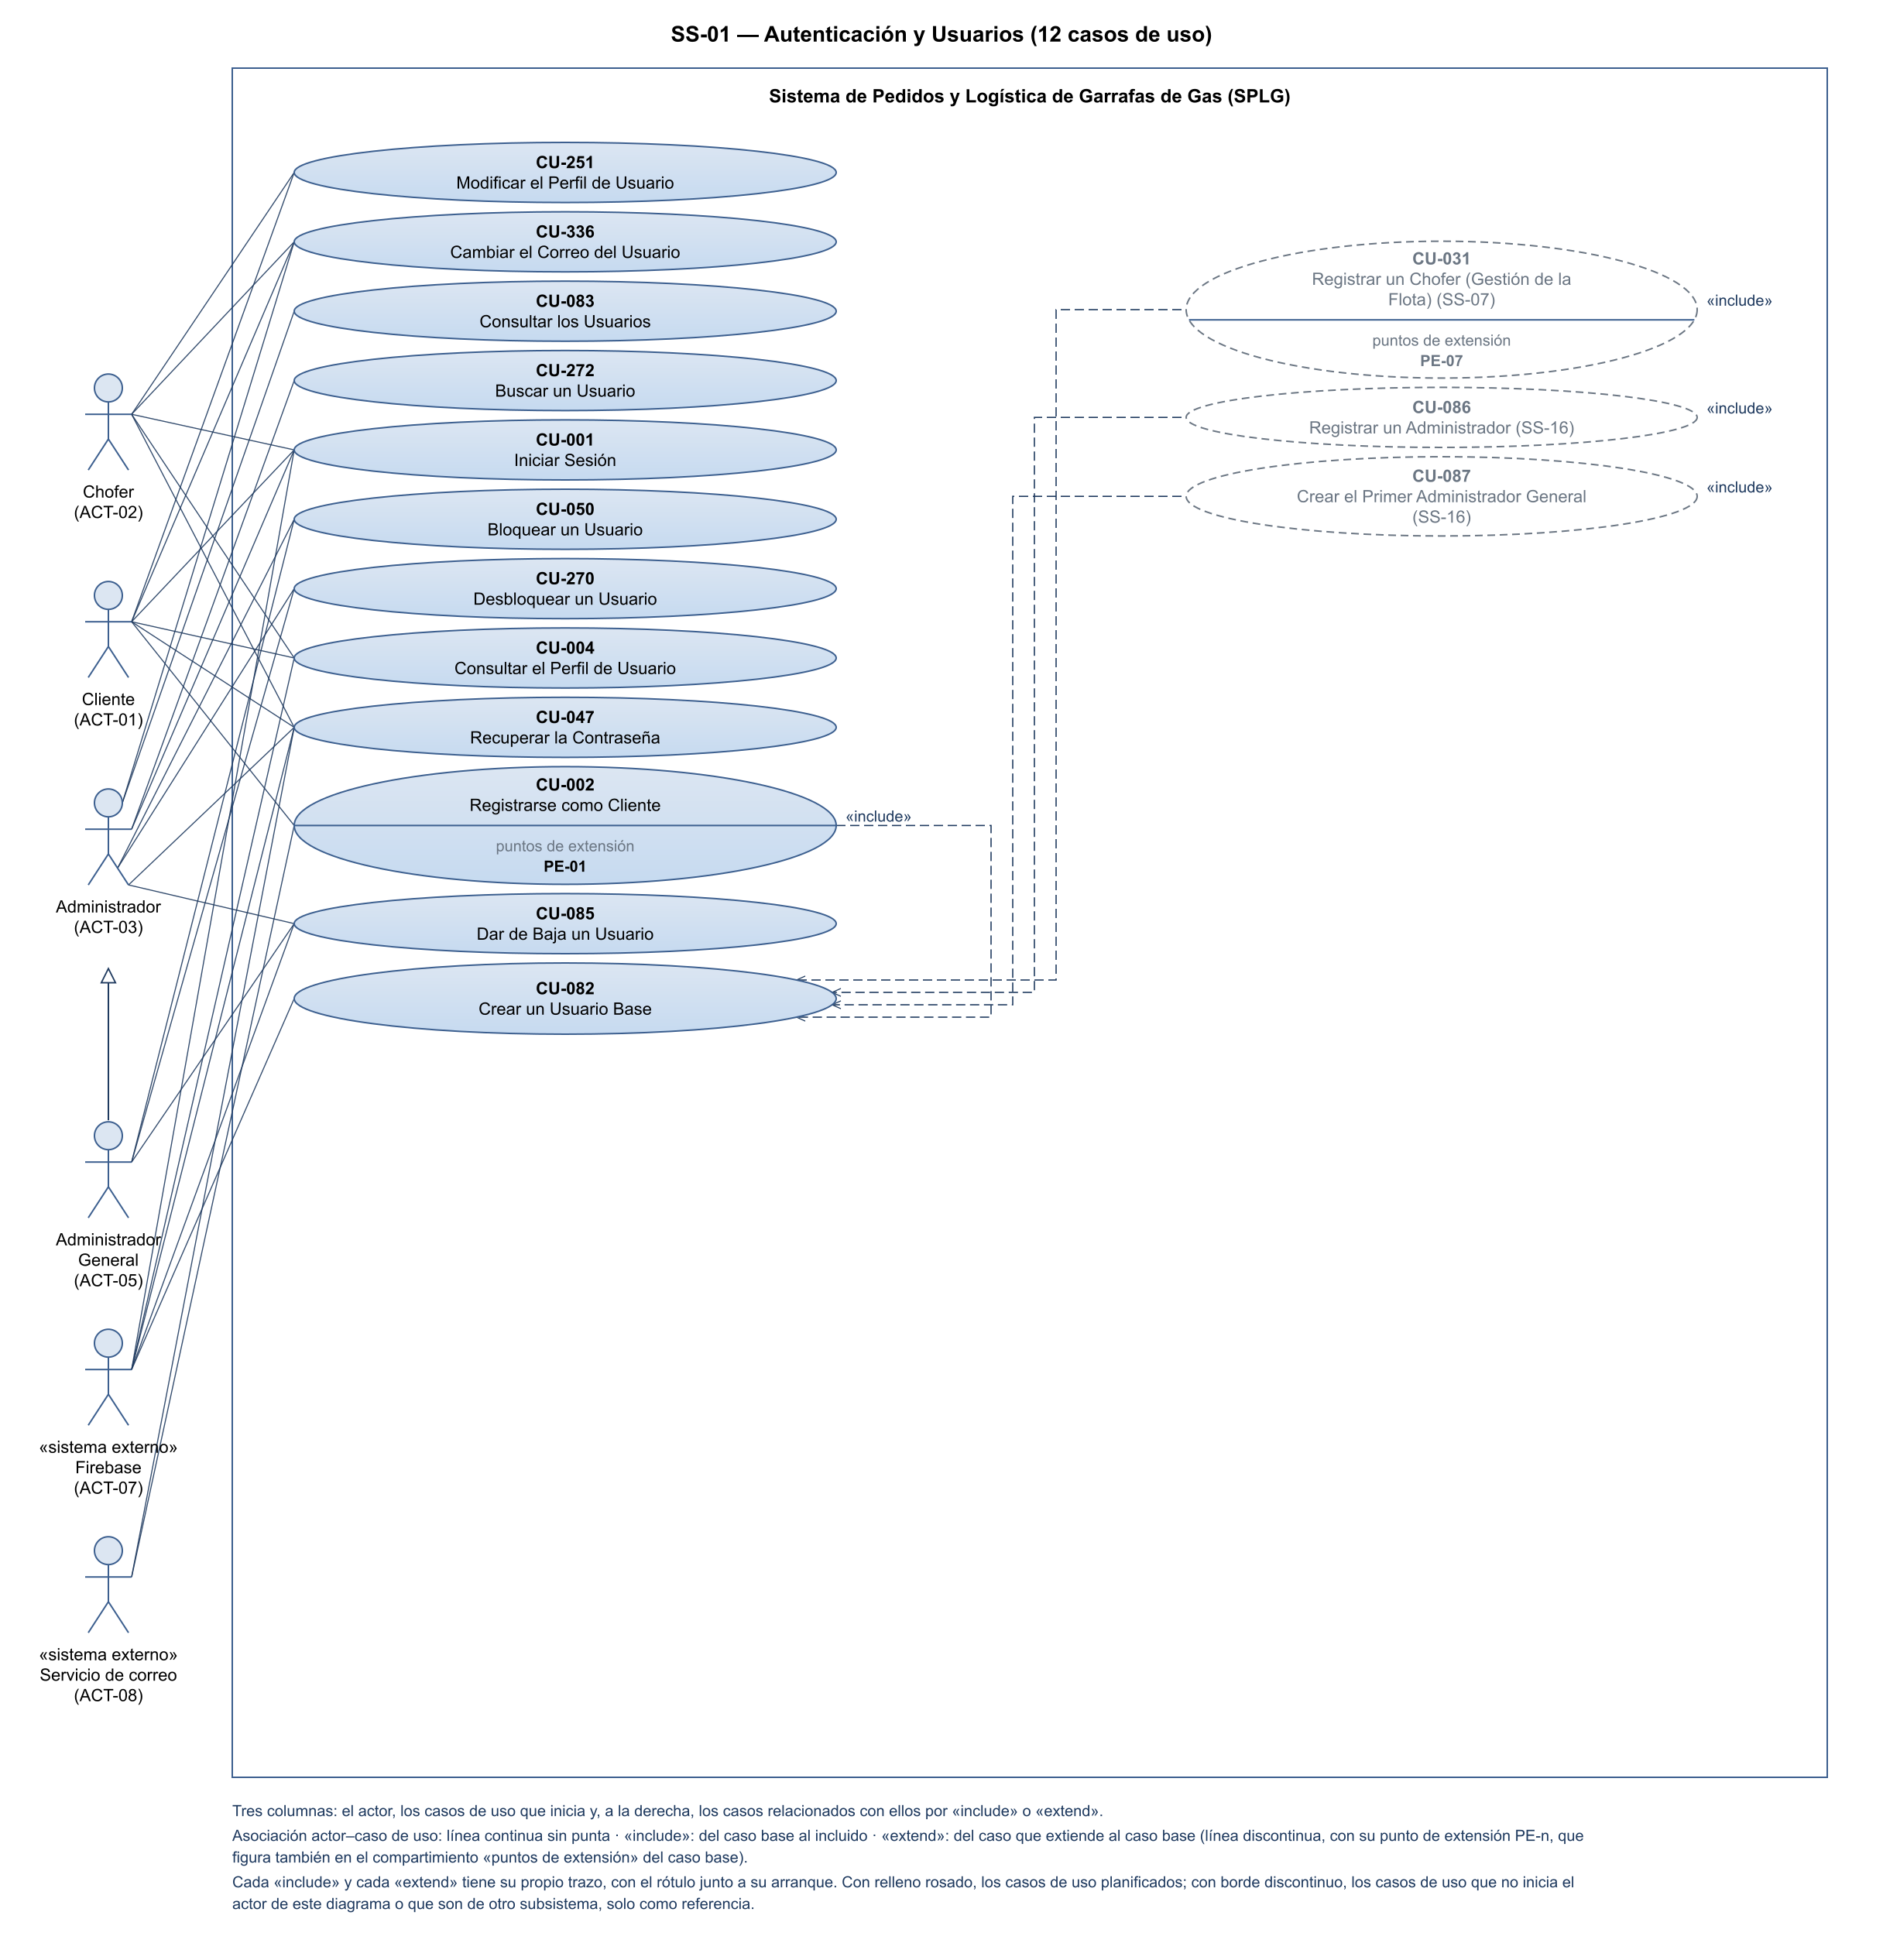 SS-01 — Autenticación y Usuarios (12 casos de uso)
Sistema de Pedidos y Logística de Garrafas de Gas (SPLG)
CU-251
Modificar el Perfil de Usuario
CU-336
Cambiar el Correo del Usuario
CU-083
Consultar los Usuarios
CU-272
Buscar un Usuario
CU-001
Iniciar Sesión
CU-050
Bloquear un Usuario
CU-270
Desbloquear un Usuario
CU-004
Consultar el Perfil de Usuario
CU-047
Recuperar la Contraseña
CU-002
Registrarse como Cliente
puntos de extensión
PE-01
«include»
CU-085
Dar de Baja un Usuario
CU-082
Crear un Usuario Base
CU-031
Registrar un Chofer (Gestión de la
Flota) (SS-07)
puntos de extensión
PE-07
«include»
CU-086
Registrar un Administrador (SS-16)
«include»
CU-087
Crear el Primer Administrador General
(SS-16)
«include»
Chofer
(ACT-02)
Cliente
(ACT-01)
Administrador
(ACT-03)
Administrador
General
(ACT-05)
«sistema externo»
Firebase
(ACT-07)
«sistema externo»
Servicio de correo
(ACT-08)
Tres columnas: el actor, los casos de uso que inicia y, a la derecha, los casos relacionados con ellos por «include» o «extend».
Asociación actor–caso de uso: línea continua sin punta · «include»: del caso base al incluido · «extend»: del caso que extiende al caso base (línea discontinua, con su punto de extensión PE-n, que
figura también en el compartimiento «puntos de extensión» del caso base).
Cada «include» y cada «extend» tiene su propio trazo, con el rótulo junto a su arranque. Con relleno rosado, los casos de uso planificados; con borde discontinuo, los casos de uso que no inicia el
actor de este diagrama o que son de otro subsistema, solo como referencia.